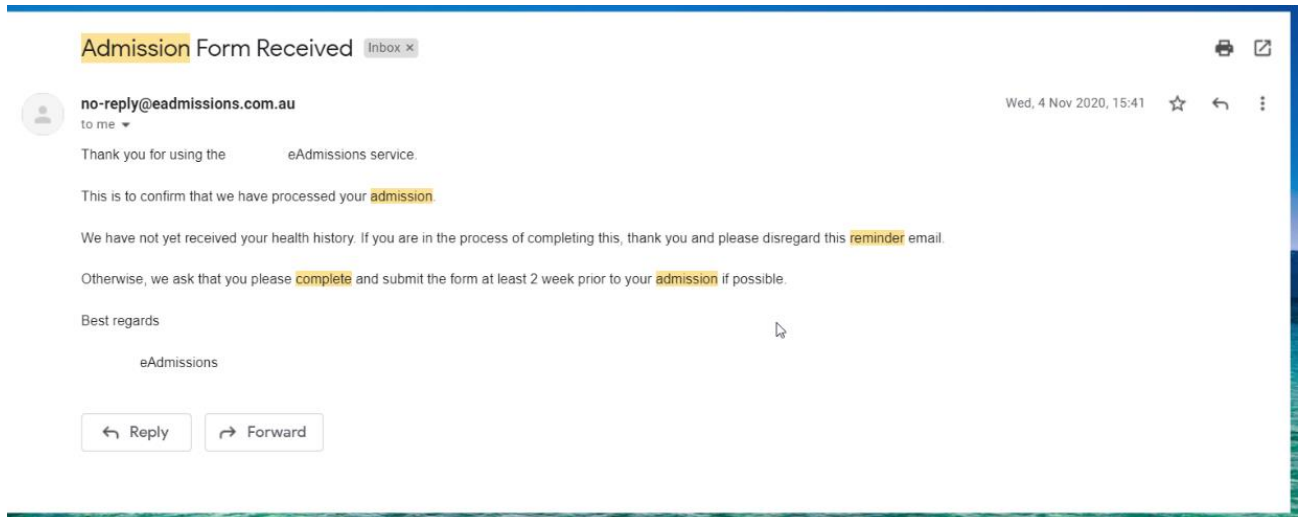 Admission Form Received Inbox ×
no-reply@eadmissions.com.au Wed, 4 Nov 2020, 15:41
to me
Thank you for using the eAdmissions service.
This is to confirm that we have processed your admission.
We have not yet received your health history. If you are in the process of completing this, thank you and please disregard this reminder email.
Otherwise, we ask that you please complete and submit the form at least 2 week prior to your admission if possible.
Best regards
eAdmissions
Reply Forward